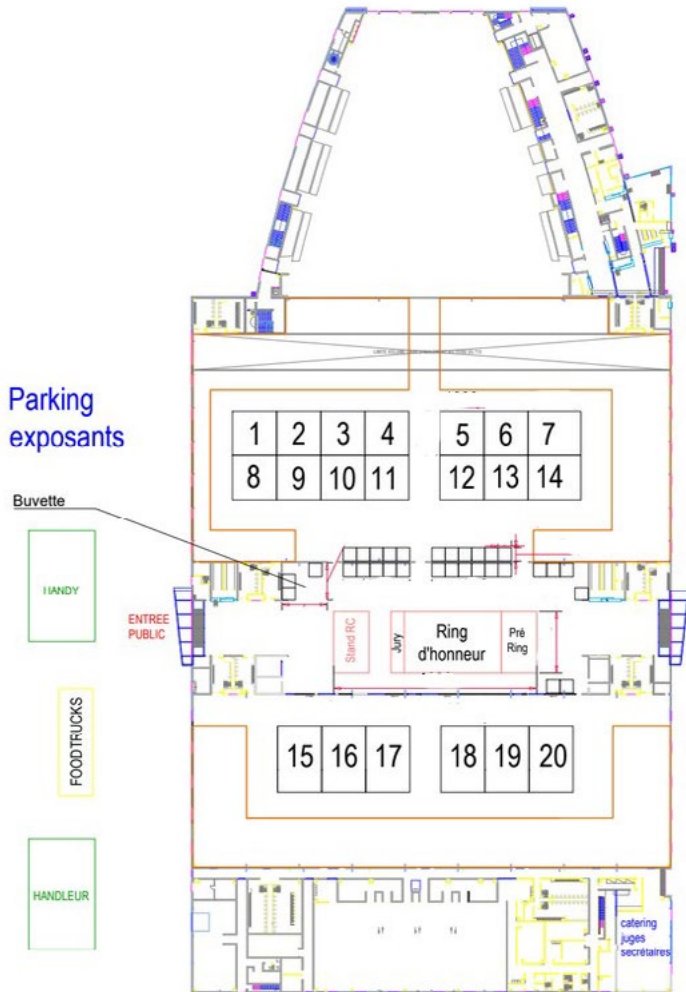 Parking
exposants
1 2 3 4 5 6 7
8 9 10 11 12 13 14
Buvette
HANDY
ENTREE
PUBLIC
Stand RC
Jury
Ring
d'honneur
Pré
Ring
FOODTRUCKS
15 16 17 18 19 20
HANDLEUR
catering
juges
secrétaires